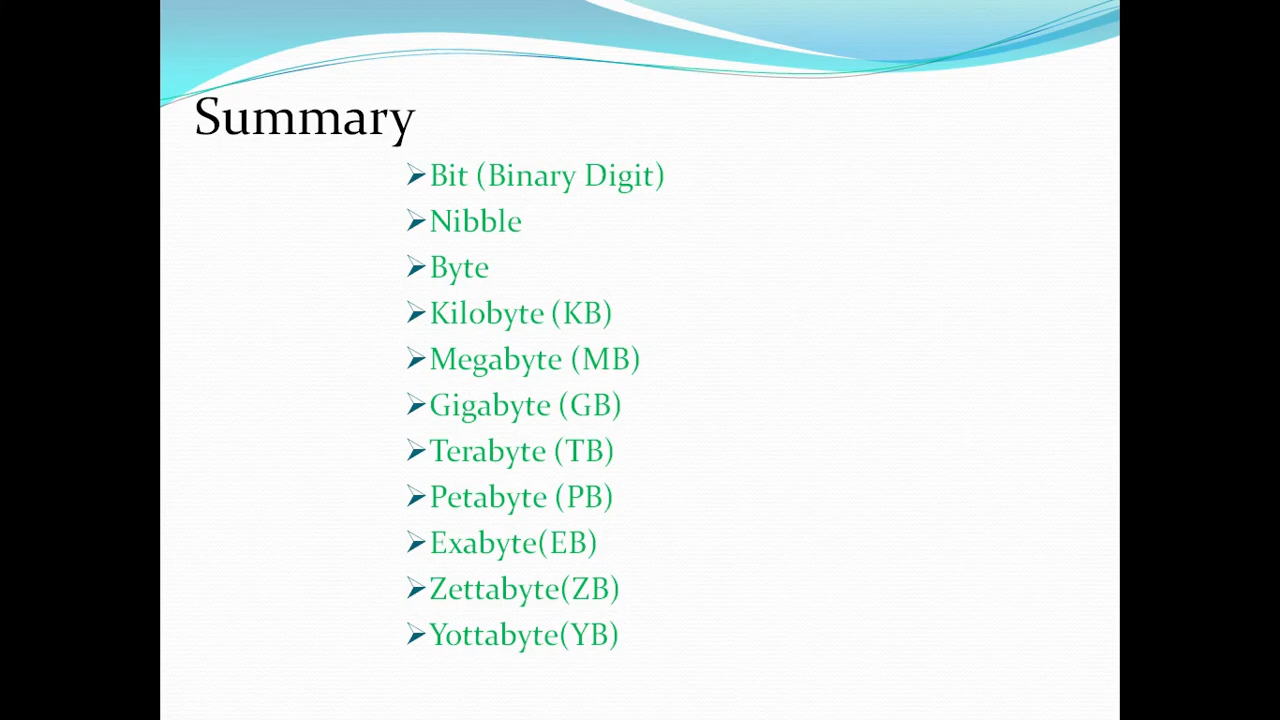 Summary
Bit (Binary Digit)
Nibble
Byte
Kilobyte (KB)
Megabyte (MB)
Gigabyte (GB)
Terabyte (TB)
Petabyte (PB)
Exabyte(EB)
Zettabyte(ZB)
Yottabyte(YB)